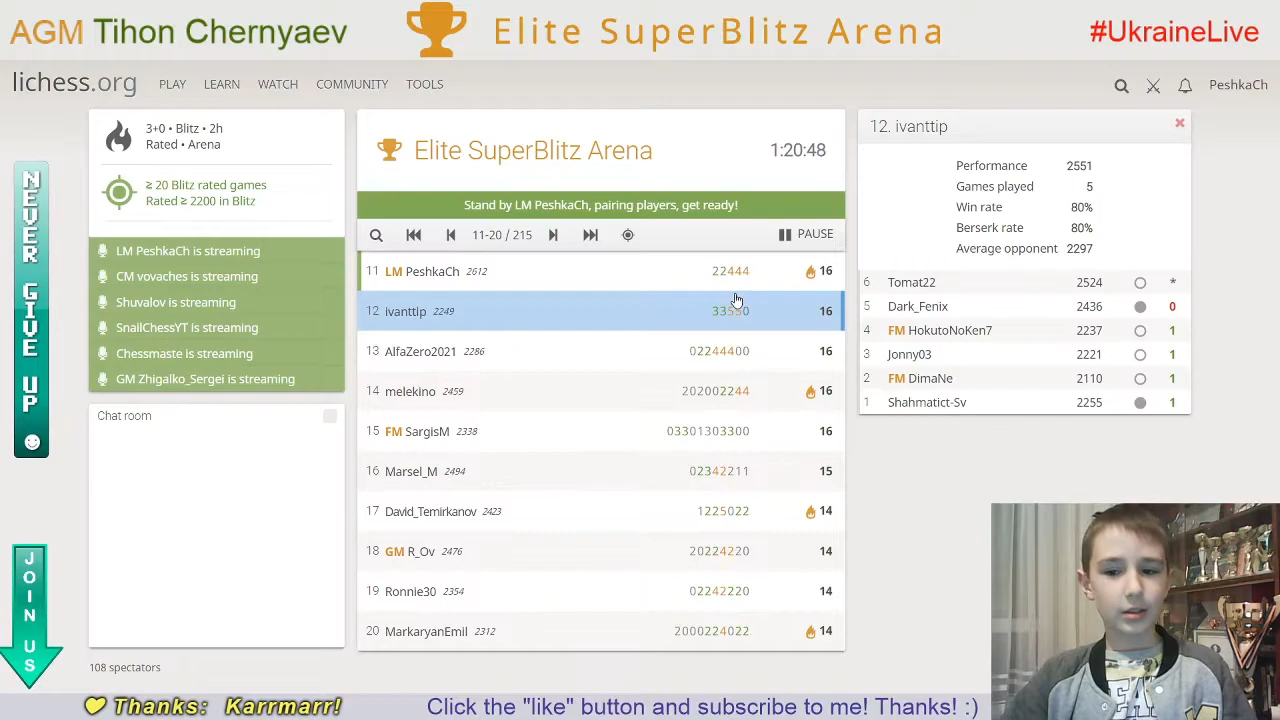 AGM Tihon Chernyaev
Elite SuperBlitz Arena
#UkraineLive
lichess.org
PLAY LEARN WATCH COMMUNITY TOOLS
PeshkaCh
NEVER GIVE UP
JOIN US
3+0 • Blitz • 2h
Rated • Arena
≥ 20 Blitz rated games
Rated ≥ 2200 in Blitz
LM PeshkaCh is streaming
CM vovaches is streaming
Shuvalov is streaming
SnailChessYT is streaming
Chessmaste is streaming
GM Zhigalko_Sergei is streaming
Chat room
108 spectators
Elite SuperBlitz Arena 1:20:48
Stand by LM PeshkaCh, pairing players, get ready!
11-20 / 215 PAUSE
11 LM PeshkaCh 2612 22444 16
12 ivanttip 2249 16
13 AlfaZero2021 2286 02244400 16
14 melekino 2459 202002244 16
15 FM SargisM 2338 03301303300 16
16 Marsel_M 2494 02342211 15
17 David_Temirkanov 2423 1225022 14
18 GM R_Ov 2476 20224220 14
19 Ronnie30 2354 02242220 14
20 MarkaryanEmil 2312 2000224022 14
12. ivanttip
Performance 2551
Games played 5
Win rate 80%
Berserk rate 80%
Average opponent 2297
6 Tomat22 2524 *
5 Dark_Fenix 2436 0
4 FM HokutoNoKen7 2237 1
3 Jonny03 2221 1
2 FM DimaNe 2110 1
1 Shahmatict-Sv 2255 1
Thanks: Karrmarr!
Click the "like" button and subscribe to me! Thanks! :)